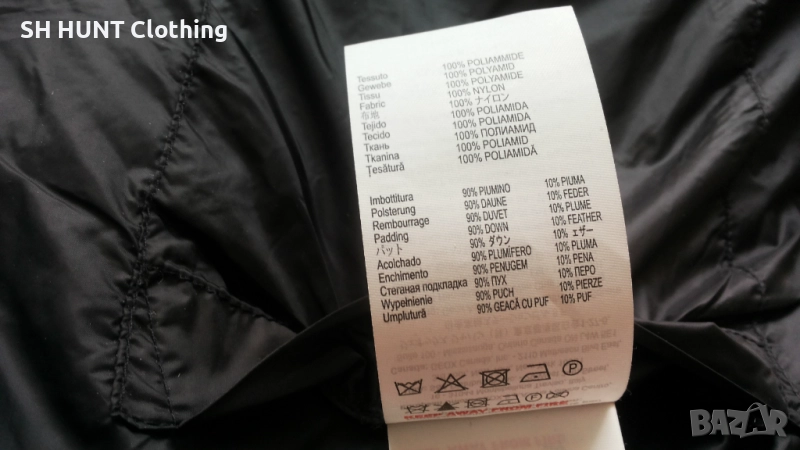 SH HUNT Clothing
Tessuto 100% POLIAMMIDE
Gewebe 100% POLYAMID
Tissu 100% POLYAMIDE
Fabric 100% NYLON
布地 100% ナイロン
Tejido 100% POLIAMIDA
Tecido 100% POLIAMIDA
Ткань 100% ПОЛИАМИД
Tkanina 100% POLIAMID
Ţesătură 100% POLIAMIDĂ
Imbottitura 90% PIUMINO 10% PIUMA
Polsterung 90% DAUNE 10% FEDER
Rembourrage 90% DUVET 10% PLUME
Padding 90% DOWN 10% FEATHER
パット 90% ダウン 10% エザー
Acolchado 90% PLUMÍFERO 10% PLUMA
Enchimento 90% PENUGEM 10% PENA
Стеганая подкладка 90% ПУХ 10% ПЕРО
Wypełnienie 90% PUCH 10% PIERZE
Umplutură 90% GEACĂ CU PUF 10% PUF
P
KEEP AWAY FROM FIRE
BAZAR